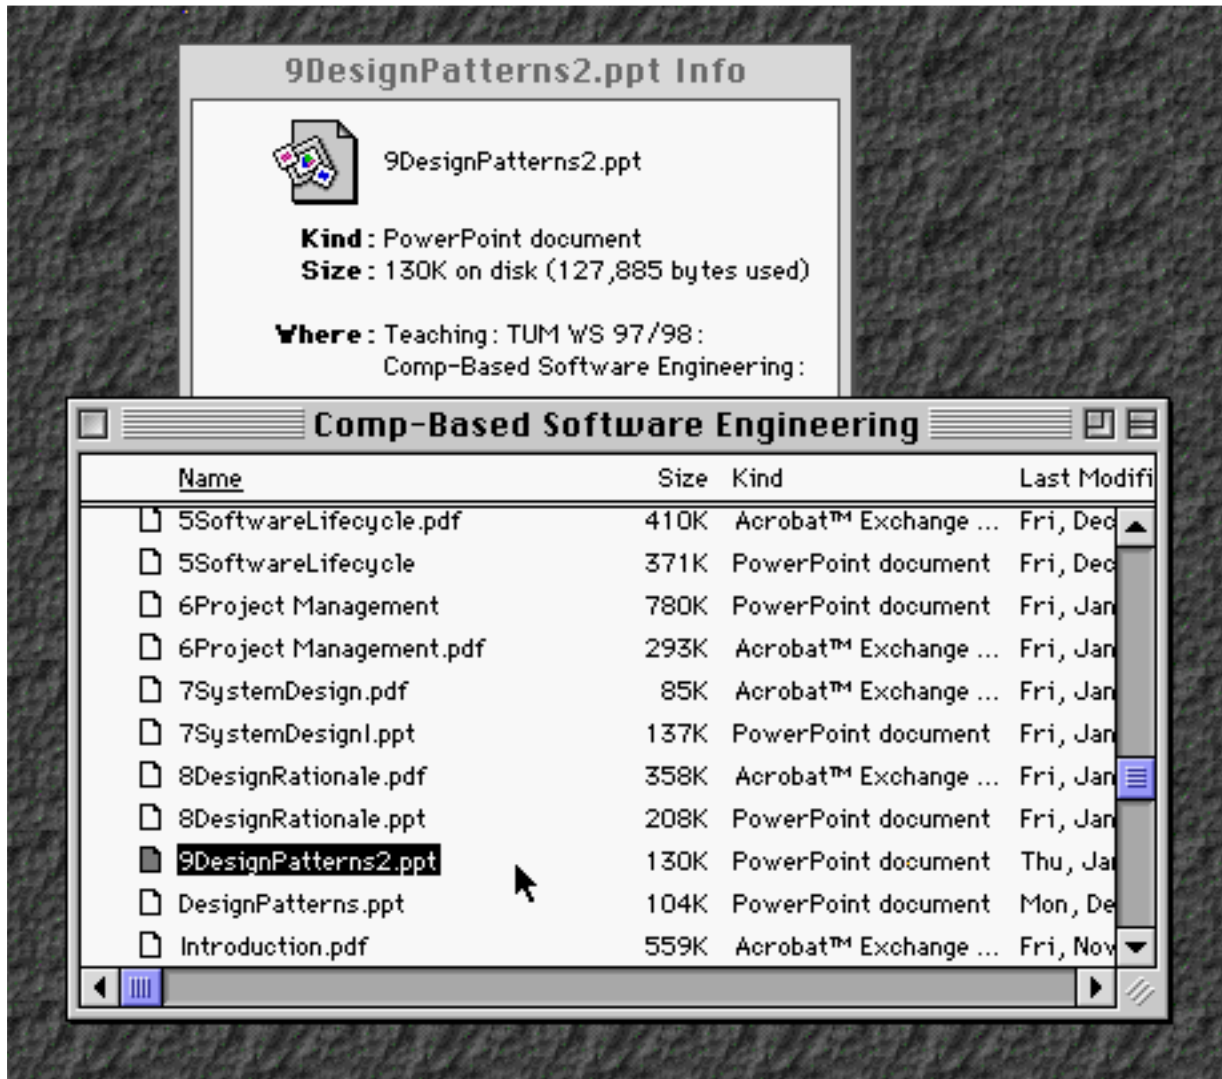 9DesignPatterns2.ppt Info
9DesignPatterns2.ppt
Kind: PowerPoint document
Size: 130K on disk (127,885 bytes used)
Where: Teaching: TUM WS 97/98:
Comp-Based Software Engineering:
Comp-Based Software Engineering
Name Size Kind Last Modifi
5SoftwareLifecycle.pdf 410K Acrobat™ Exchange ... Fri, Dec
5SoftwareLifecycle 371K PowerPoint document Fri, Dec
6Project Management 780K PowerPoint document Fri, Jan
6Project Management.pdf 293K Acrobat™ Exchange ... Fri, Jan
7SystemDesign.pdf 85K Acrobat™ Exchange ... Fri, Jan
7SystemDesignI.ppt 137K PowerPoint document Fri, Jan
8DesignRationale.pdf 358K Acrobat™ Exchange ... Fri, Jan
8DesignRationale.ppt 208K PowerPoint document Fri, Jan
9DesignPatterns2.ppt 130K PowerPoint document Thu, Jan
DesignPatterns.ppt 104K PowerPoint document Mon, De
Introduction.pdf 559K Acrobat™ Exchange ... Fri, Nov